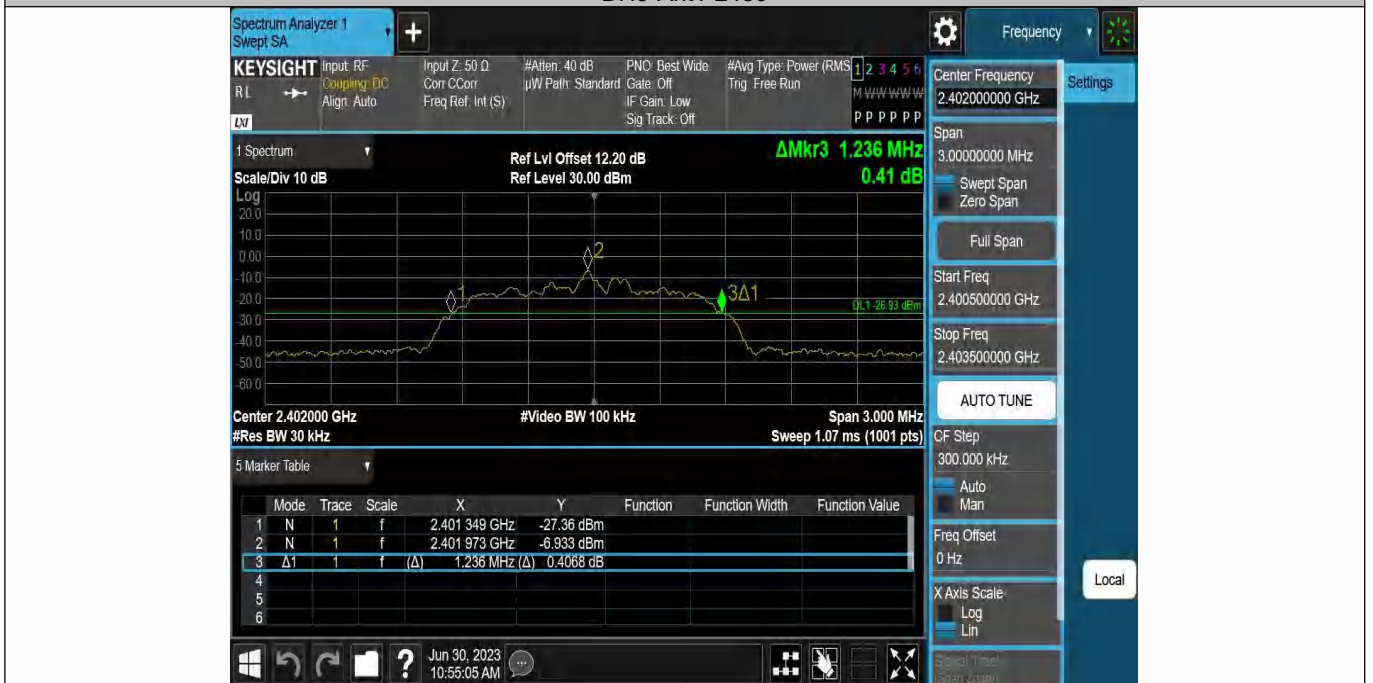 Spectrum Analyzer 1
Swept SA
+
Frequency
KEYSIGHT
RL
LXI
Input: RF
Coupling: DC
Align: Auto
Input Z: 50 Ω
Corr CCorr
Freq Ref: Int (S)
#Atten: 40 dB
µW Path: Standard
PNO: Best Wide
Gate: Off
IF Gain: Low
Sig Track: Off
#Avg Type: Power (RMS
Trig: Free Run
1 2 3 4 5 6
M W W W W W
P P P P P P
1 Spectrum
Scale/Div 10 dB
Ref Lvl Offset 12.20 dB
Ref Level 30.00 dBm
ΔMkr3 1.236 MHz
0.41 dB
Log
20.0
10.0
0.00
-10.0
-20.0
-30.0
-40.0
-50.0
-60.0
1
2
3Δ1
DL1 -26.93 dBm
Center 2.402000 GHz
#Video BW 100 kHz
Span 3.000 MHz
#Res BW 30 kHz
Sweep 1.07 ms (1001 pts)
5 Marker Table
Mode Trace Scale X Y Function Function Width Function Value
1 N 1 f 2.401 349 GHz -27.36 dBm
2 N 1 f 2.401 973 GHz -6.933 dBm
3 Δ1 1 f (Δ) 1.236 MHz (Δ) 0.4068 dB
4
5
6
?
Jun 30, 2023
10:55:05 AM
Center Frequency
2.402000000 GHz
Settings
Span
3.00000000 MHz
Swept Span
Zero Span
Full Span
Start Freq
2.400500000 GHz
Stop Freq
2.403500000 GHz
AUTO TUNE
CF Step
300.000 kHz
Auto
Man
Freq Offset
0 Hz
X Axis Scale
Log
Lin
Local
Signal Track
(Span Zoom)